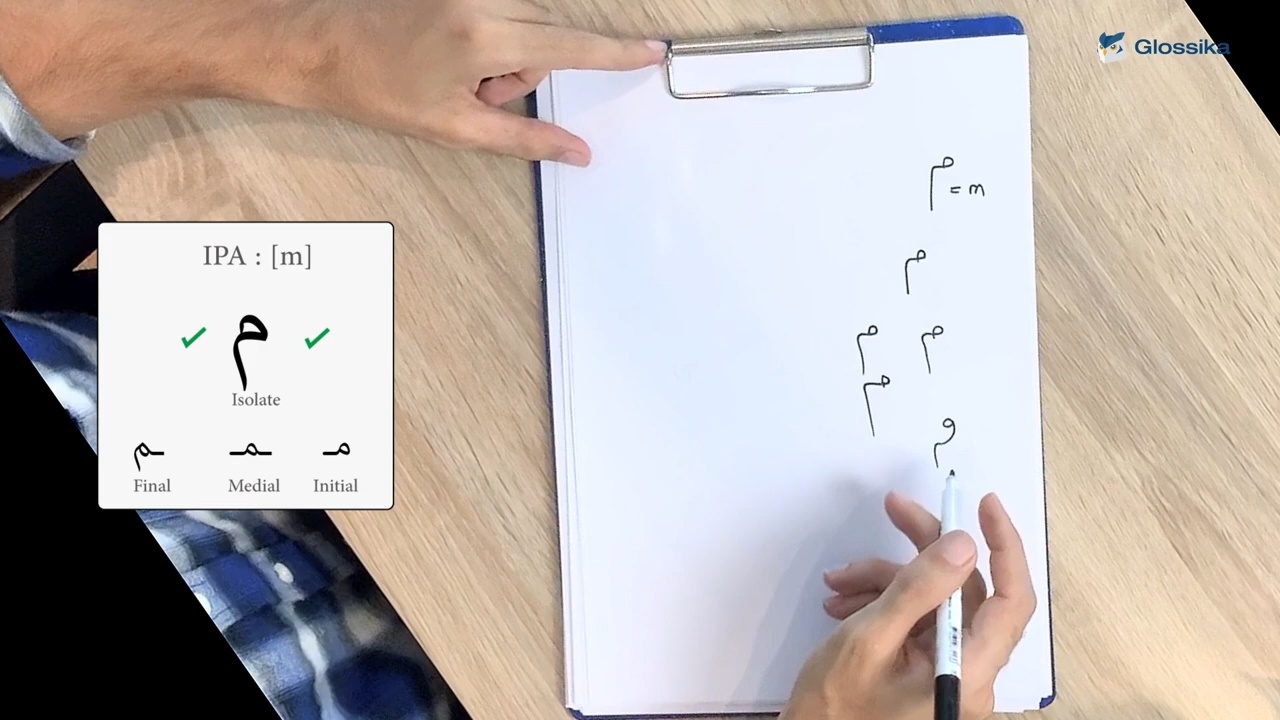 Glossika
IPA : [m]
م
Isolate
مـ ـمـ ـم
Final Medial Initial
م = m
م
م م
م
م